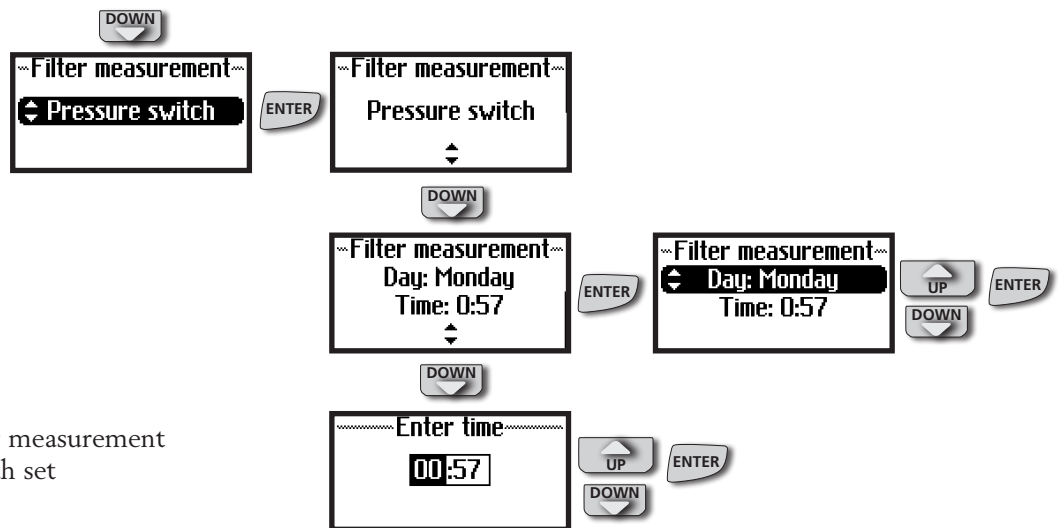 DOWN
Filter measurement
Pressure switch
ENTER
Filter measurement
Pressure switch
DOWN
Filter measurement
Day: Monday
Time: 0:57
ENTER
Filter measurement
Day: Monday
Time: 0:57
UP
DOWN
ENTER
DOWN
Enter time
00:57
UP
DOWN
ENTER
measurement
set